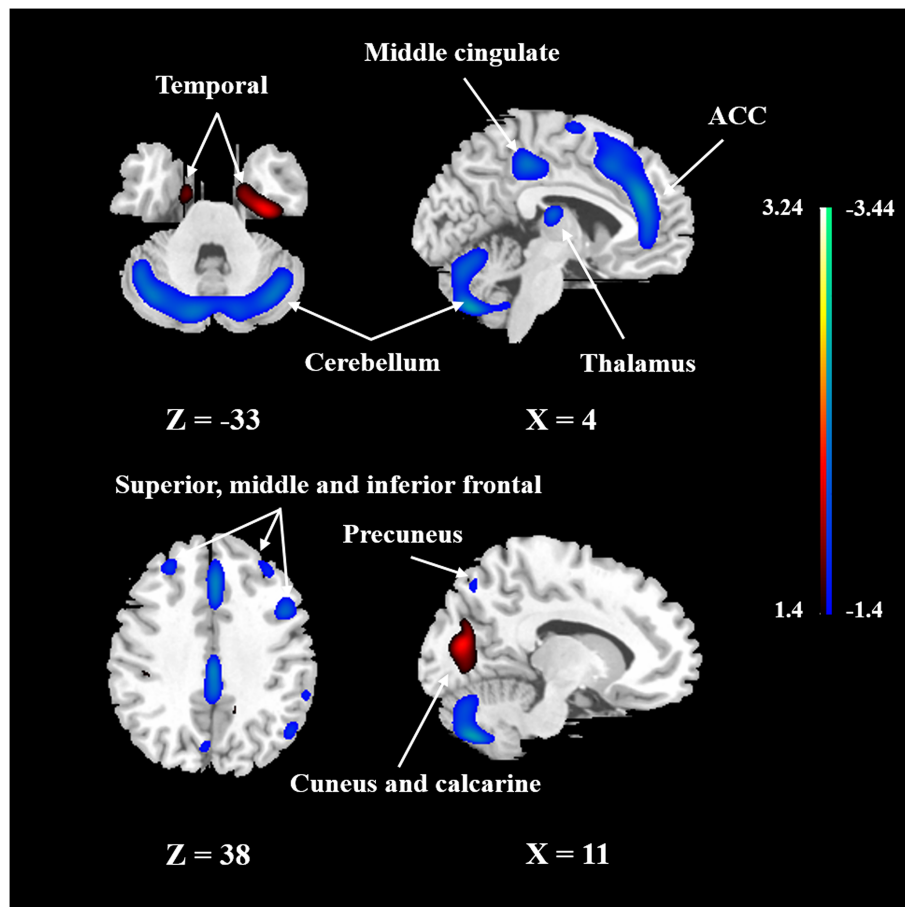 Middle cingulate
Temporal
ACC
3.24
-3.44
Cerebellum
Thalamus
Z = -33
X = 4
Superior, middle and inferior frontal
Precuneus
1.4
-1.4
Cuneus and calcarine
Z = 38
X = 11